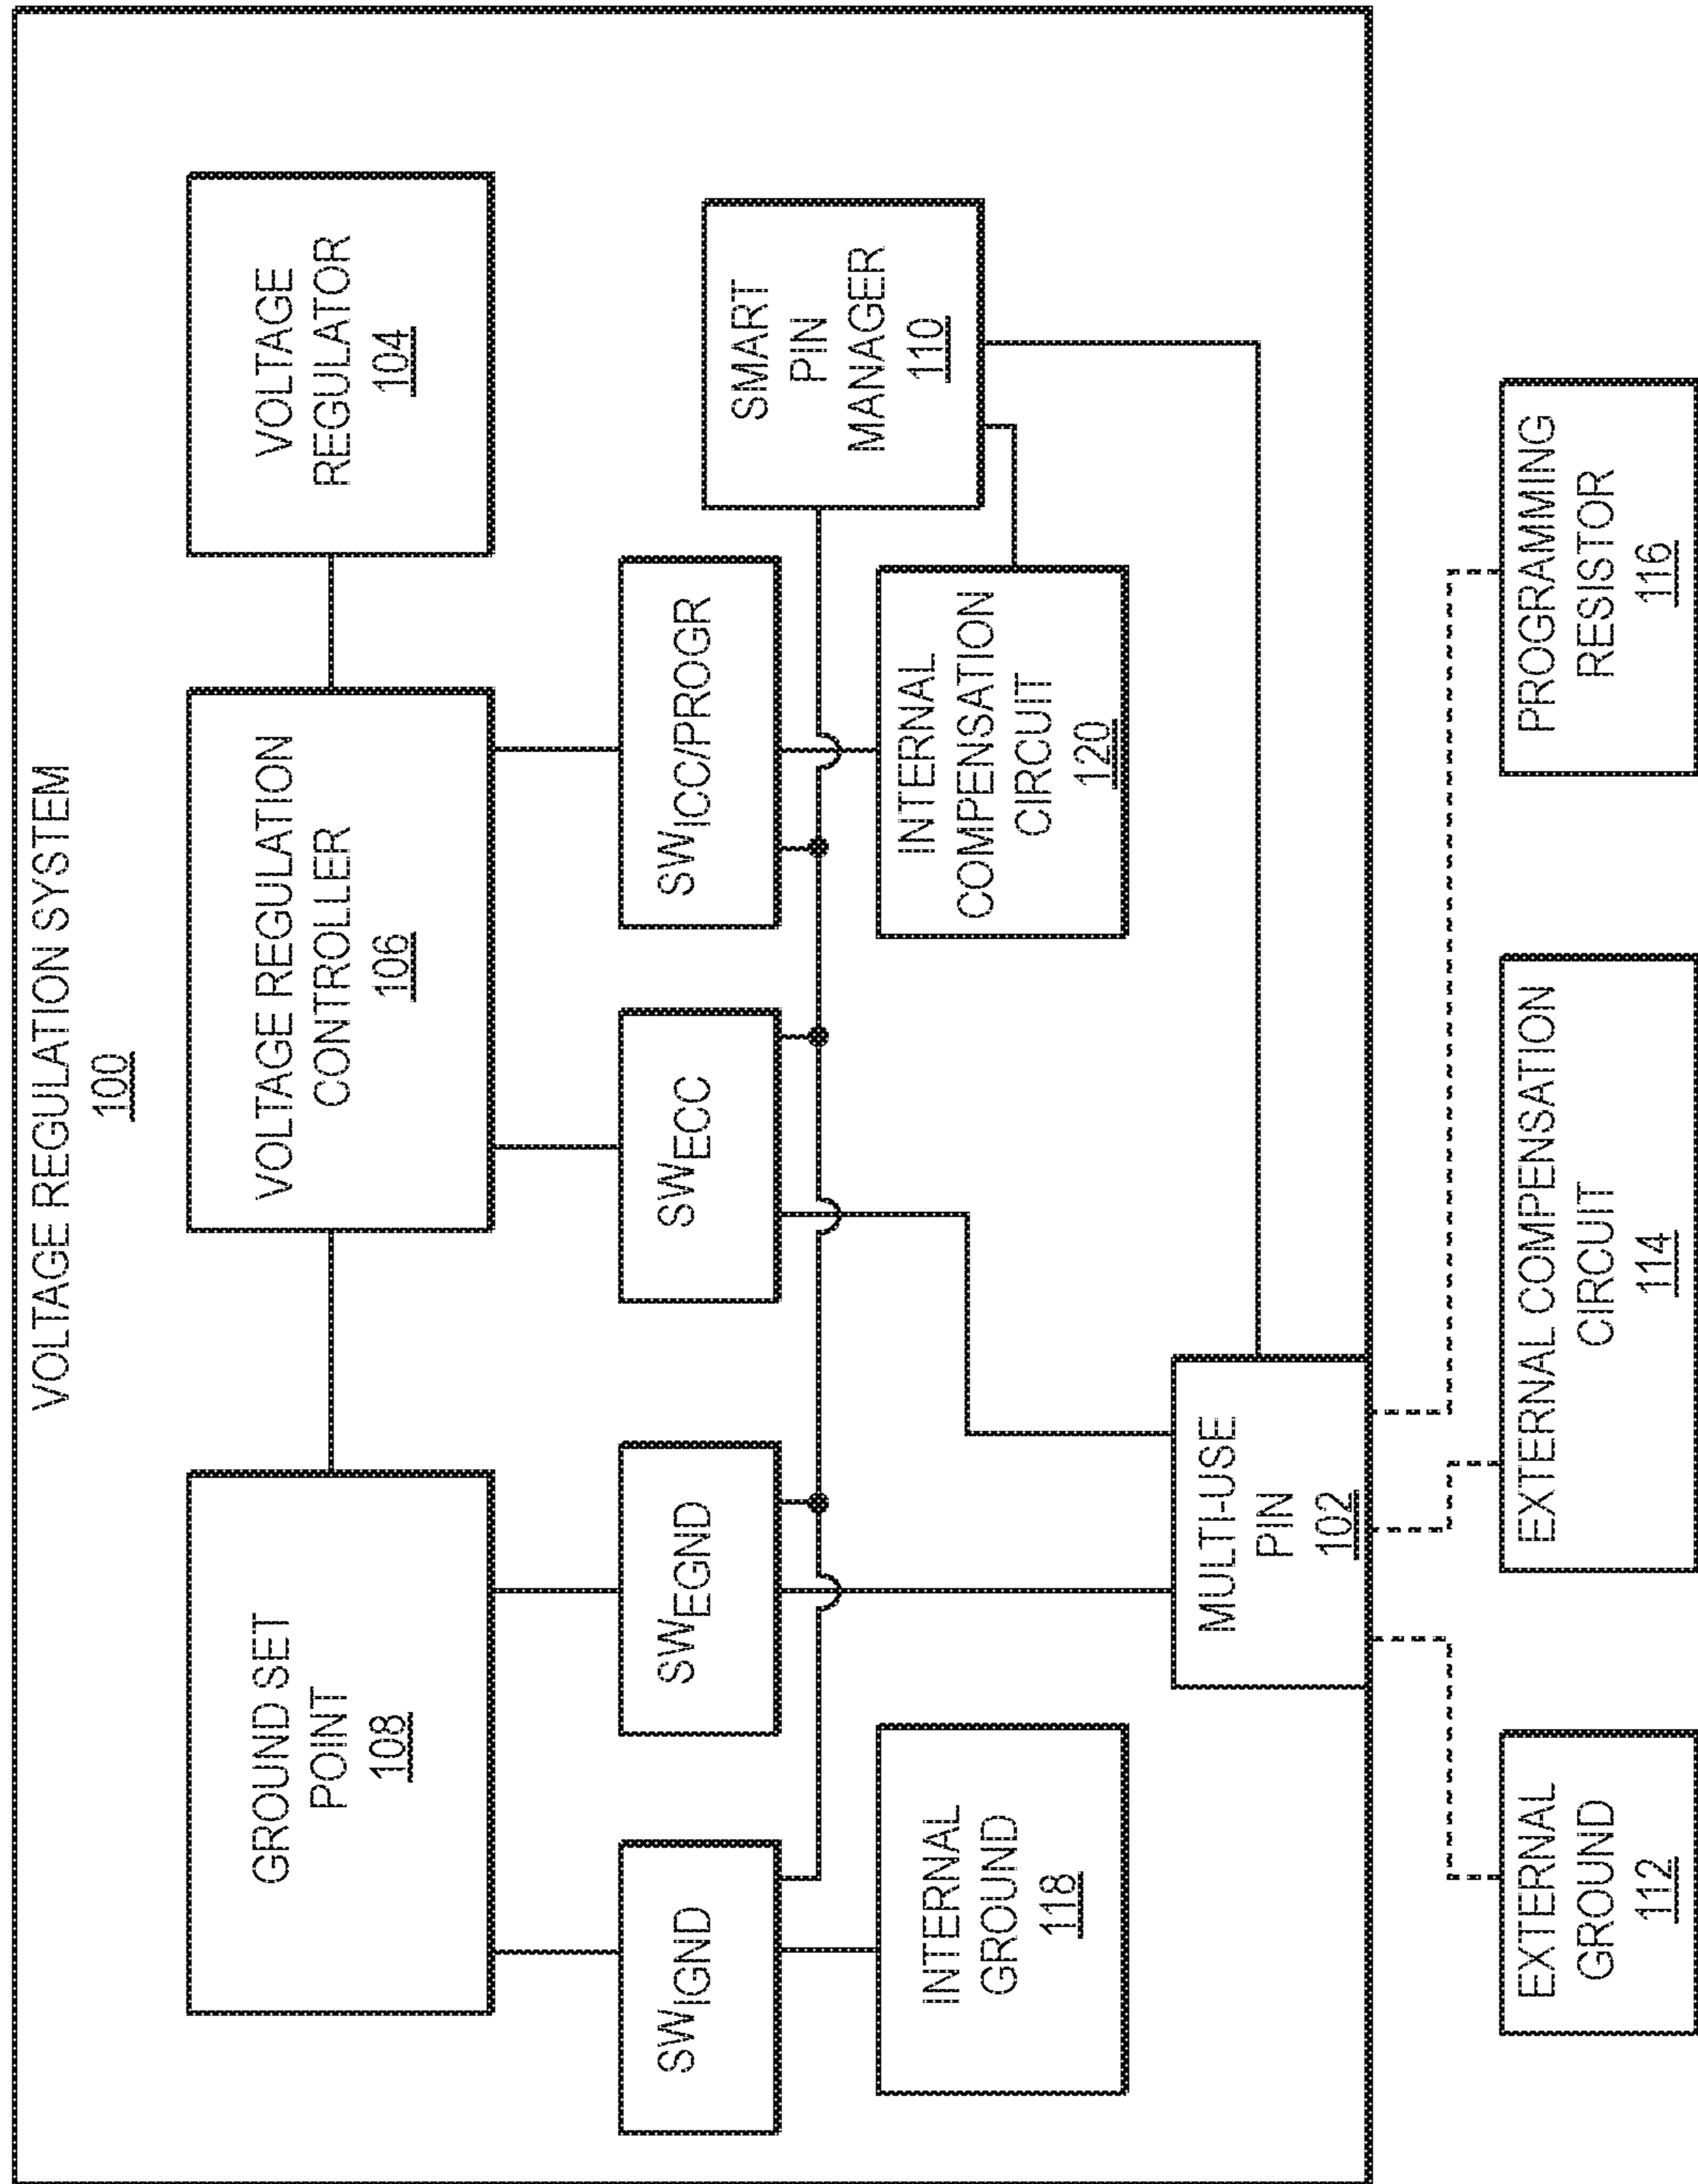 VOLTAGE REGULATION SYSTEM
100
GROUND SET
POINT
108
VOLTAGE REGULATION
CONTROLLER
106
VOLTAGE
REGULATOR
104
SWIGND
SWEGND
SWECC
SWICC/PROGR
SMART
PIN
MANAGER
110
INTERNAL
GROUND
118
INTERNAL
COMPENSATION
CIRCUIT
120
MULTI-USE
PIN
102
EXTERNAL
GROUND
112
EXTERNAL COMPENSATION
CIRCUIT
114
PROGRAMMING
RESISTOR
116